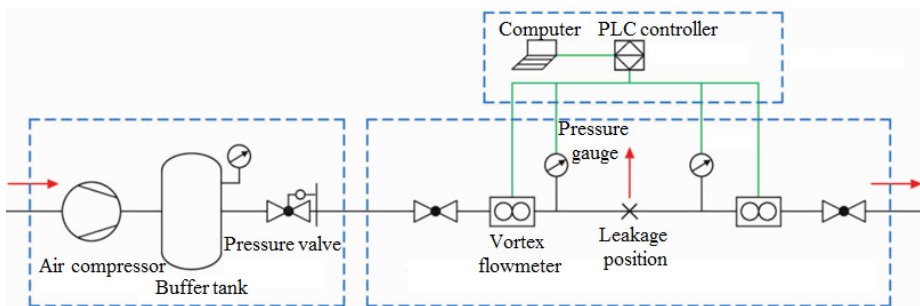 Computer PLC controller
Pressure
gauge
Pressure valve
Air compressor
Buffer tank
Vortex
flowmeter
Leakage
position